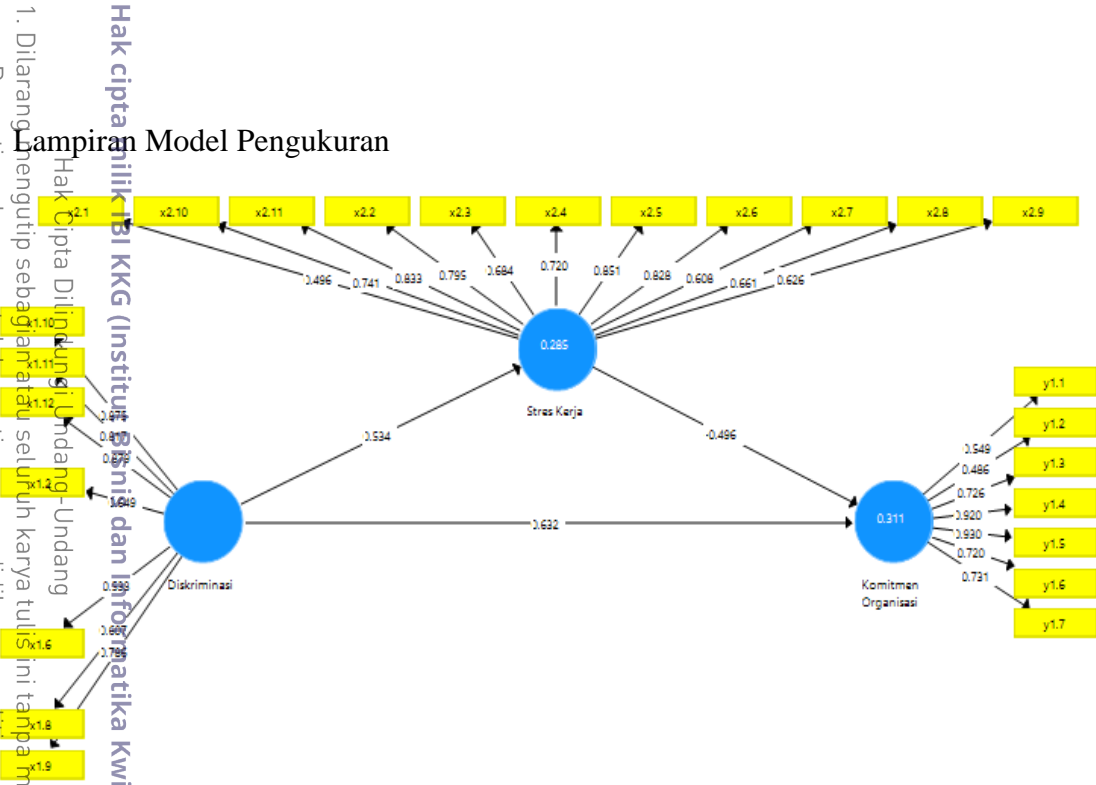 Hak cipta milik IBI KKG (Institut Bisnis dan Informatika Kwi
Hak Cipta Dilindungi Undang-Undang
1. Dilarang mengutip sebagian atau seluruh karya tulis ini tanpa m
Lampiran Model Pengukuran
x2.1 x2.10 x2.11 x2.2 x2.3 x2.4 x2.5 x2.6 x2.7 x2.8 x2.9
0.496 0.741 0.833 0.795 0.684 0.720 0.851 0.828 0.608 0.661 0.626
x1.10
x1.11
x1.12
x1.2
x1.6
x1.8
x1.9
0.285
Stres Kerja
0.534
-0.496
0.632
Diskriminasi
0.311
Komitmen
Organisasi
0.549
0.486
0.726
0.920
0.930
0.720
0.731
y1.1
y1.2
y1.3
y1.4
y1.5
y1.6
y1.7